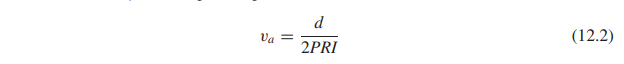 v_a = d / 2PRI (12.2)